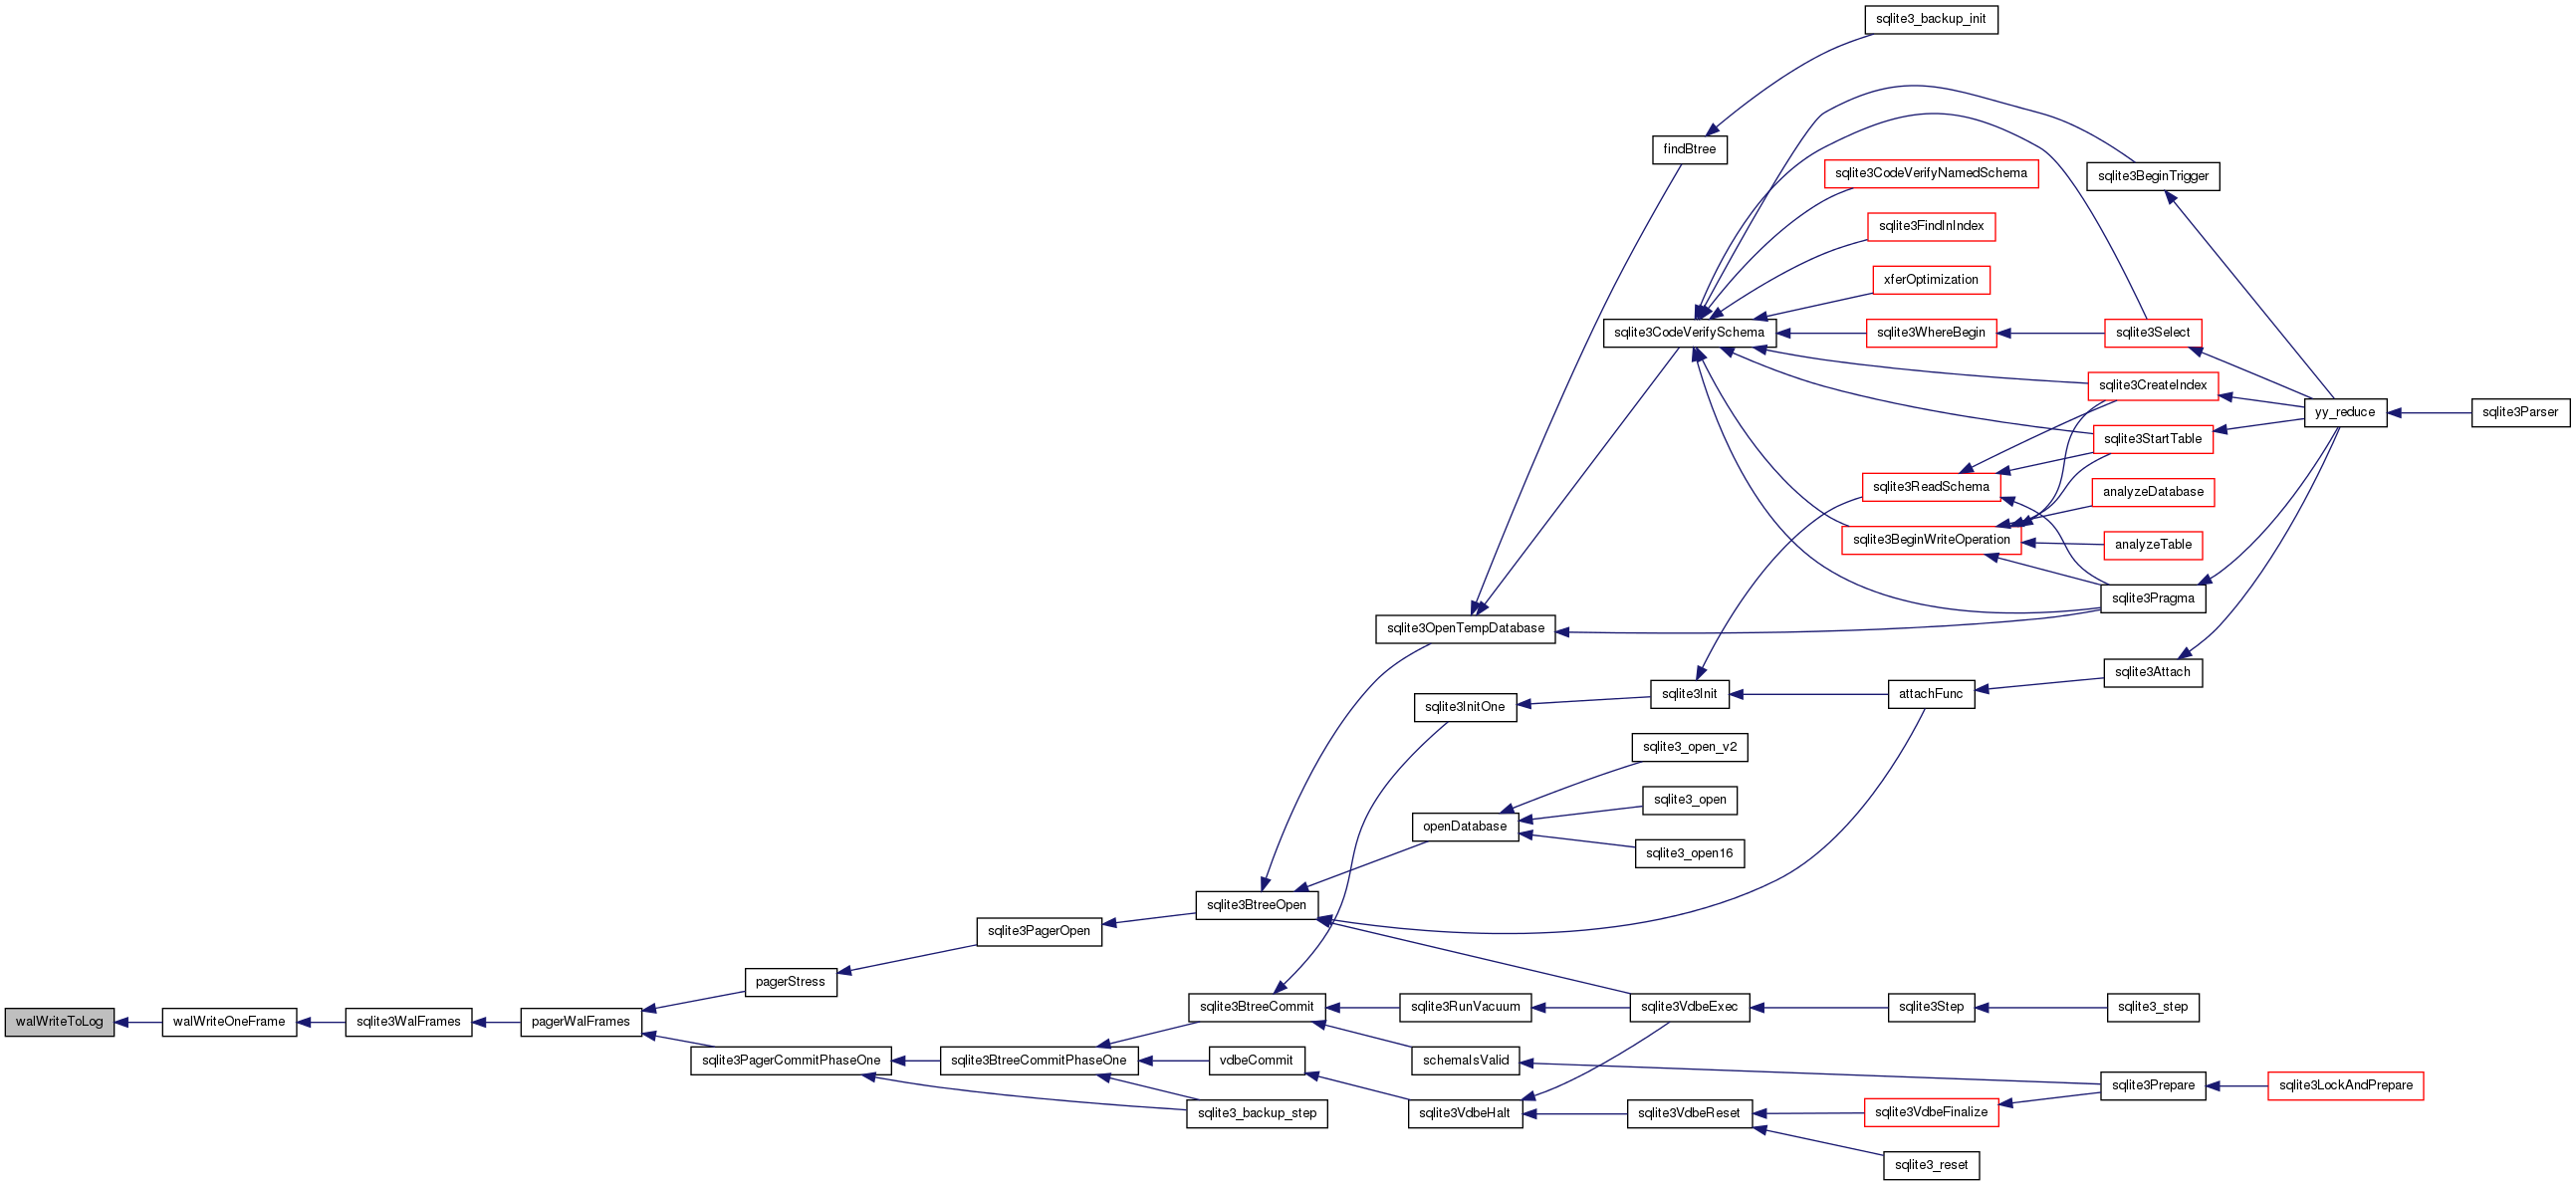 sqlite3_backup_init
findBtree
sqlite3CodeVerifyNamedSchema
sqlite3BeginTrigger
sqlite3FindInIndex
xferOptimization
sqlite3CodeVerifySchema
sqlite3WhereBegin
sqlite3Select
sqlite3CreateIndex
yy_reduce
sqlite3Parser
sqlite3StartTable
sqlite3ReadSchema
analyzeDatabase
sqlite3BeginWriteOperation
analyzeTable
sqlite3Pragma
sqlite3OpenTempDatabase
sqlite3Attach
sqlite3InitOne
sqlite3Init
attachFunc
sqlite3_open_v2
sqlite3_open
openDatabase
sqlite3_open16
sqlite3BtreeOpen
sqlite3PagerOpen
pagerStress
walWriteToLog
walWriteOneFrame
sqlite3WalFrames
pagerWalFrames
sqlite3BtreeCommit
sqlite3RunVacuum
sqlite3VdbeExec
sqlite3Step
sqlite3_step
sqlite3PagerCommitPhaseOne
sqlite3BtreeCommitPhaseOne
vdbeCommit
schemaIsValid
sqlite3Prepare
sqlite3LockAndPrepare
sqlite3_backup_step
sqlite3VdbeHalt
sqlite3VdbeReset
sqlite3VdbeFinalize
sqlite3_reset